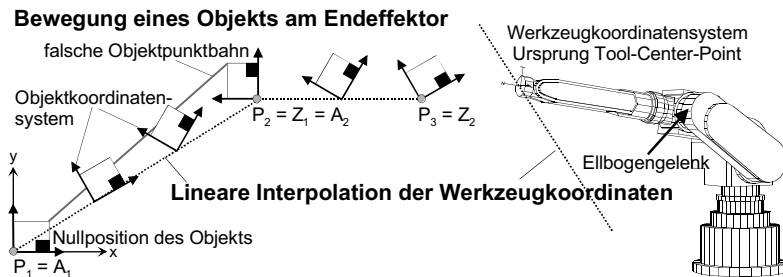 Bewegung eines Objekts am Endeffektor
Werkzeugkoordinatensystem
Ursprung Tool-Center-Point
falsche Objektpunktbahn
Objektkoordinaten-
system
P₂ = Z₁ = A₂
P₃ = Z₂
Ellbogengelenk
y
Lineare Interpolation der Werkzeugkoordinaten
Nullposition des Objekts
x
P₁ = A₁